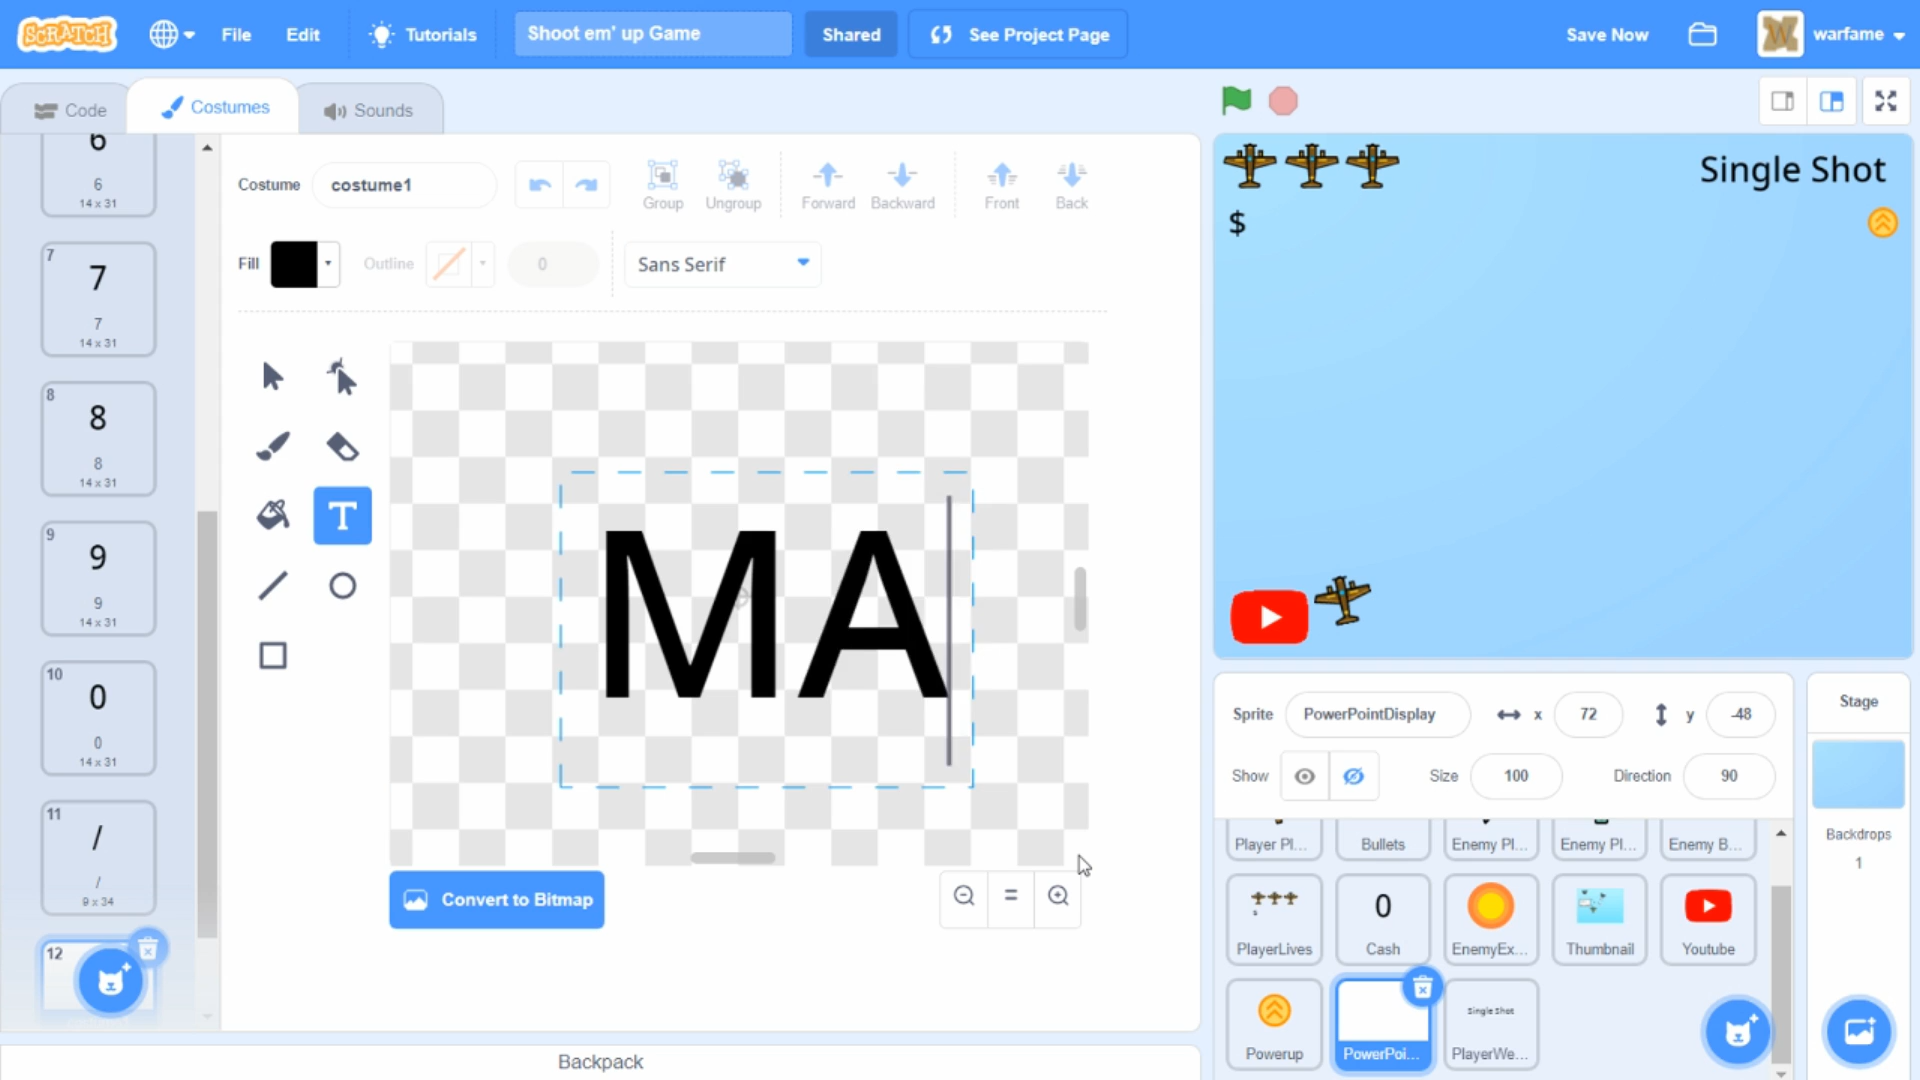 SCRATCH
File
Edit
Tutorials
Shoot em' up Game
Shared
See Project Page
Save Now
W
warfame
Code
Costumes
Sounds
6
6
14 x 31
7
7
7
14 x 31
8
8
8
14 x 31
9
9
9
14 x 31
10
0
0
14 x 31
11
/
/
9 x 34
12
Costume
costume1
Group
Ungroup
Forward
Backward
Front
Back
Fill
Outline
0
Sans Serif
T
MA
Convert to Bitmap
Backpack
Single Shot
$
Sprite
PowerPointDisplay
x
72
y
-48
Show
Size
100
Direction
90
Stage
Backdrops
1
Player Pl...
Bullets
Enemy Pl...
Enemy Pl...
Enemy B...
PlayerLives
0
Cash
EnemyEx...
Thumbnail
Youtube
Powerup
PowerPoi...
Single Shot
PlayerWe...